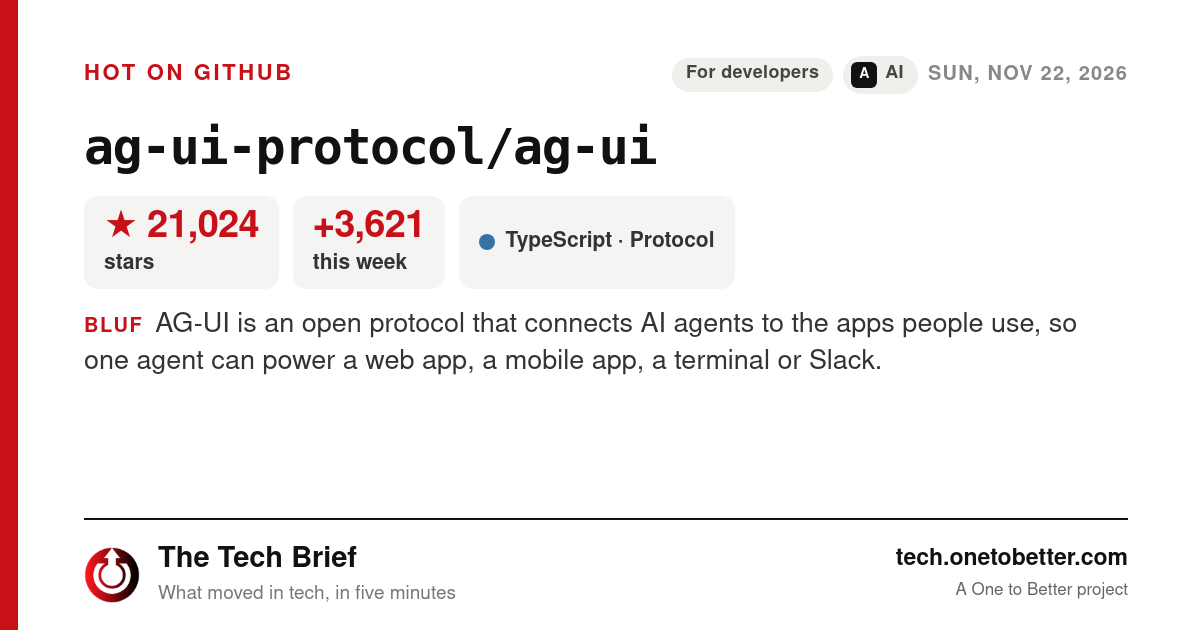 HOT ON GITHUB
For developers
A AI
SUN, NOV 22, 2026
ag-ui-protocol/ag-ui
★ 21,024
stars
+3,621
this week
TypeScript · Protocol
BLUF AG-UI is an open protocol that connects AI agents to the apps people use, so
one agent can power a web app, a mobile app, a terminal or Slack.
The Tech Brief
What moved in tech, in five minutes
tech.onetobetter.com
A One to Better project